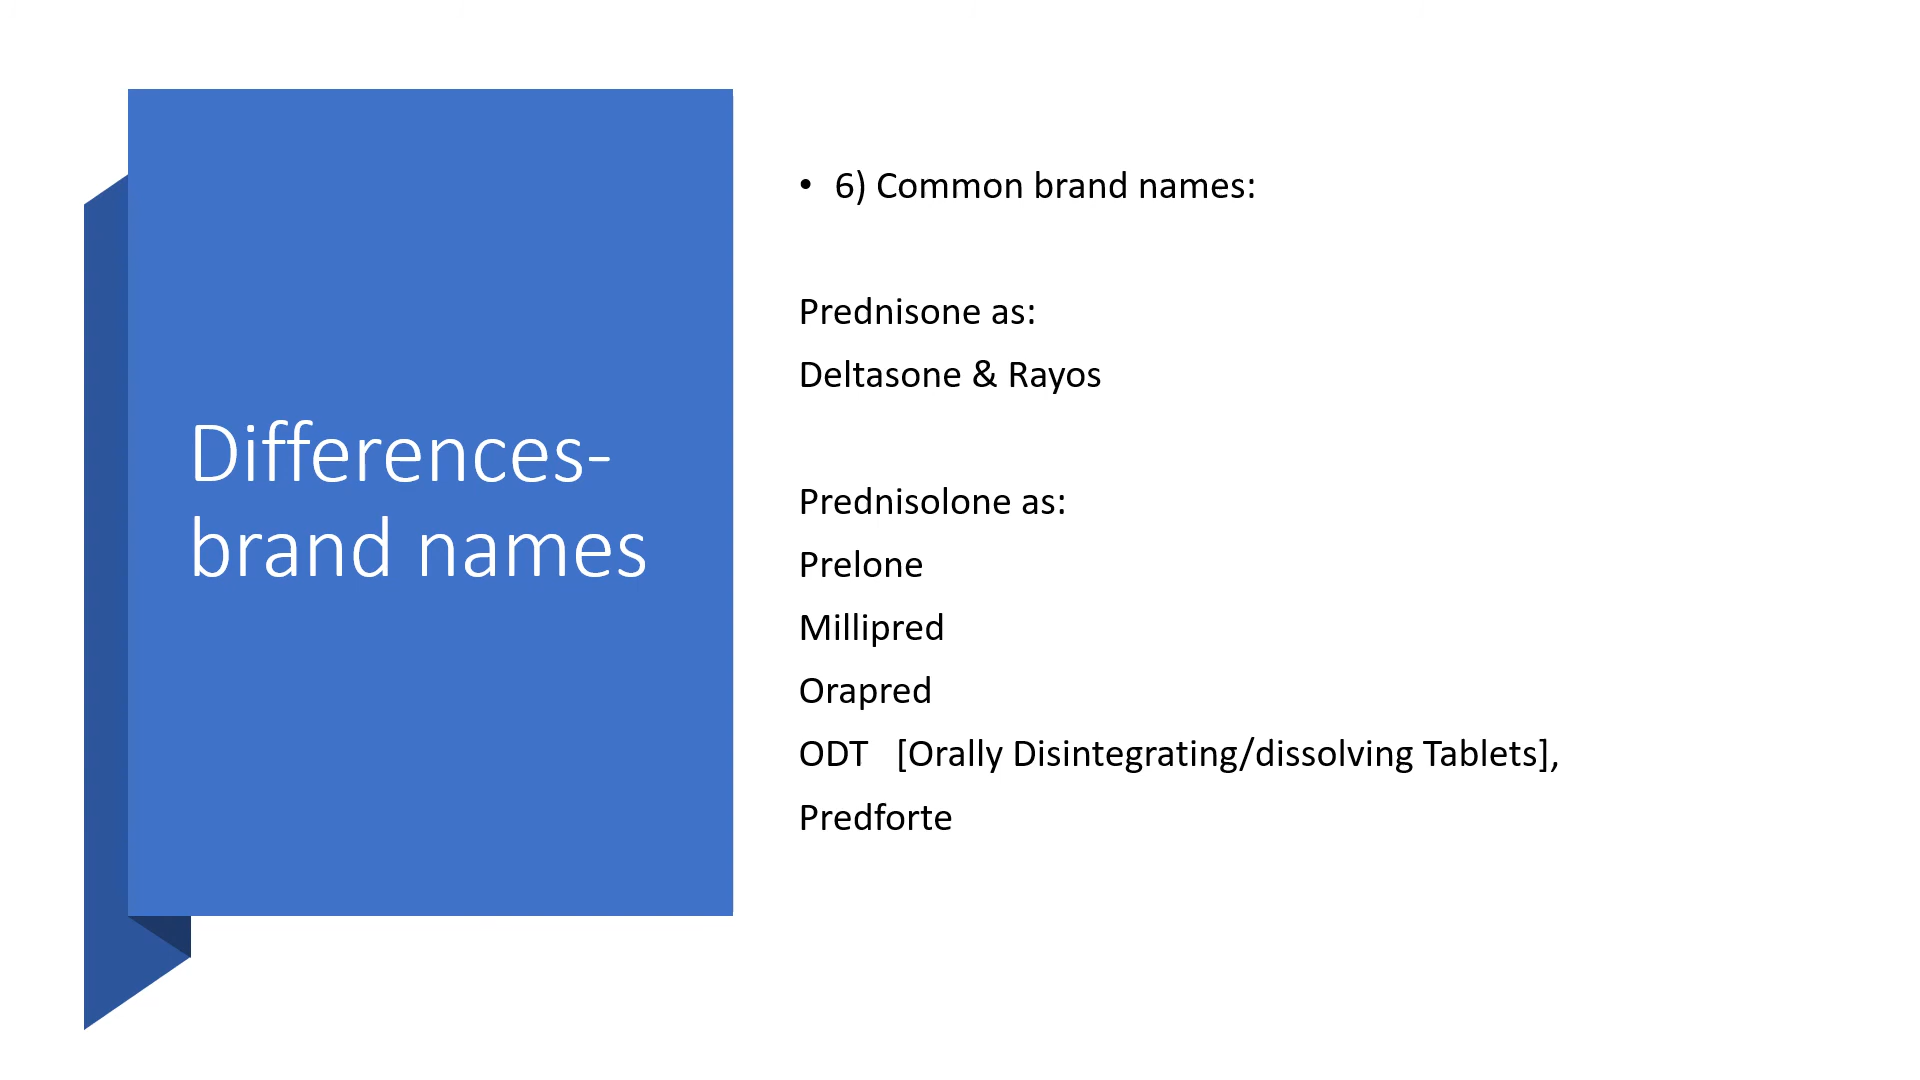 Differences-
brand names
• 6) Common brand names:
Prednisone as:
Deltasone & Rayos
Prednisolone as:
Prelone
Millipred
Orapred
ODT   [Orally Disintegrating/dissolving Tablets],
Predforte